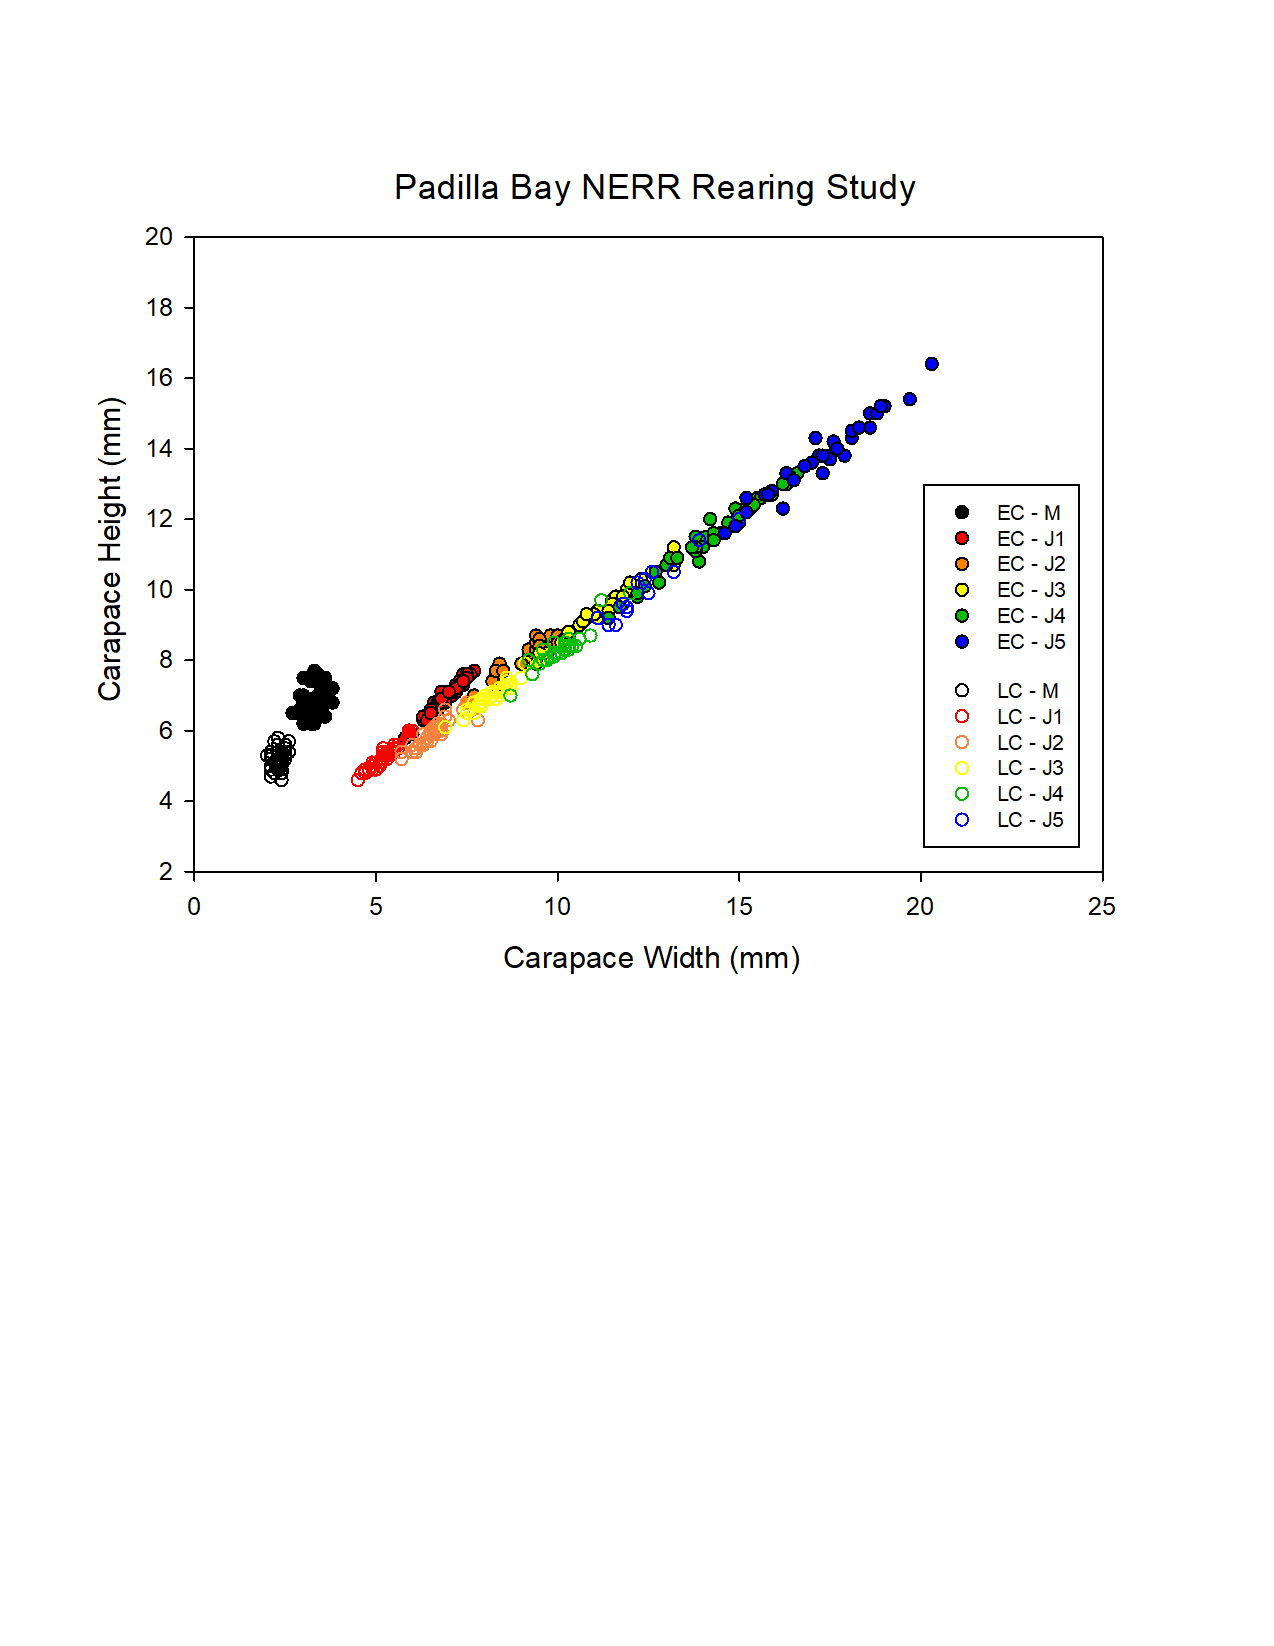 Padilla Bay NERR Rearing Study
20
18
16
14
12
10
8
6
4
2
Carapace Height (mm)
EC - M
EC - J1
EC - J2
EC - J3
EC - J4
EC - J5
LC - M
LC - J1
LC - J2
LC - J3
LC - J4
LC - J5
0 5 10 15 20 25
Carapace Width (mm)